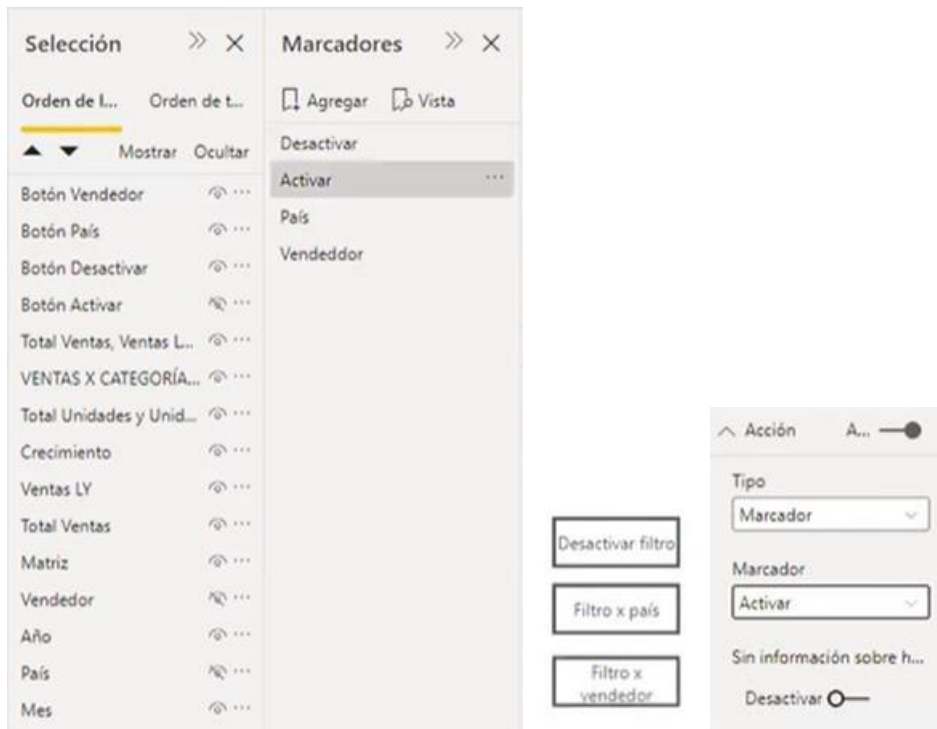 Selección
Orden de l... Orden de t...
Mostrar Ocultar
Botón Vendedor
Botón País
Botón Desactivar
Botón Activar
Total Ventas, Ventas L...
VENTAS X CATEGORÍA...
Total Unidades y Unid...
Crecimiento
Ventas LY
Total Ventas
Matriz
Vendedor
Año
País
Mes
Marcadores
Agregar Vista
Desactivar
Activar
País
Vendeddor
Desactivar filtro
Filtro x país
Filtro x
vendedor
Acción A...
Tipo
Marcador
Marcador
Activar
Sin información sobre h...
Desactivar